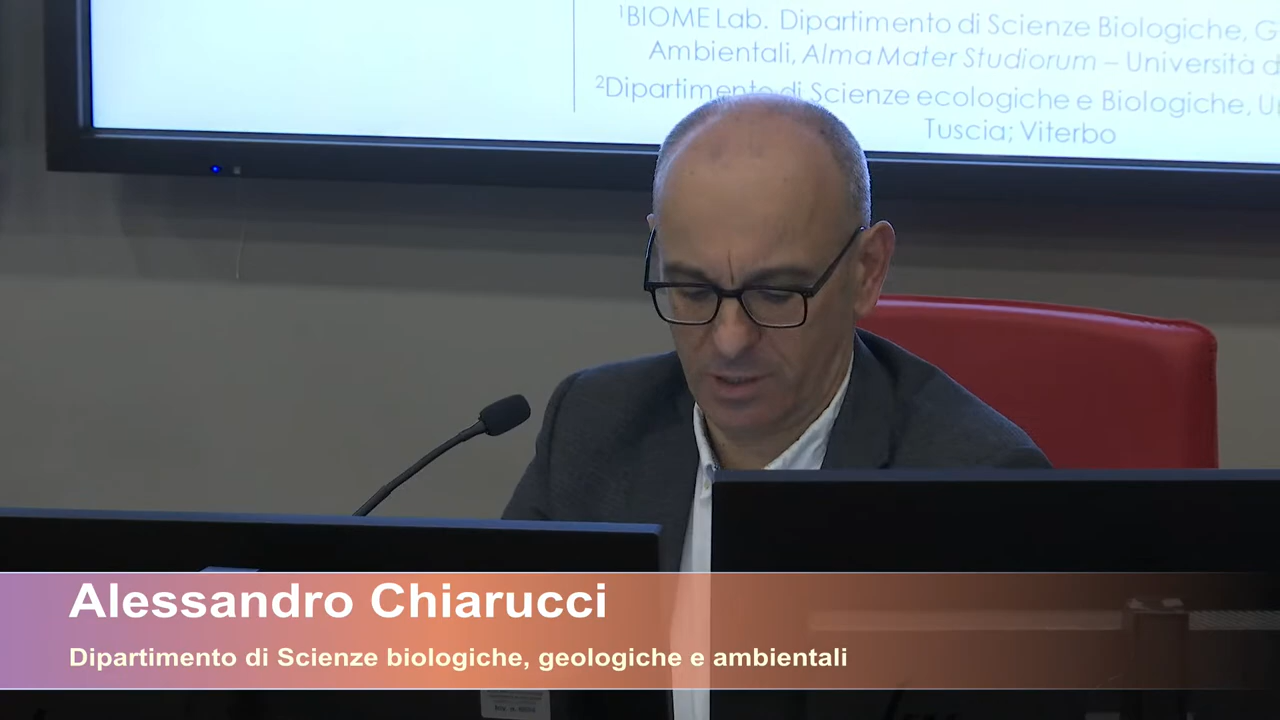 ¹BIOME Lab. Dipartimento di Scienze Biologiche, G
Ambientali, Alma Mater Studiorum – Università d
²Dipartimento di Scienze ecologiche e Biologiche, U
Tuscia; Viterbo
Alessandro Chiarucci
Dipartimento di Scienze biologiche, geologiche e ambientali